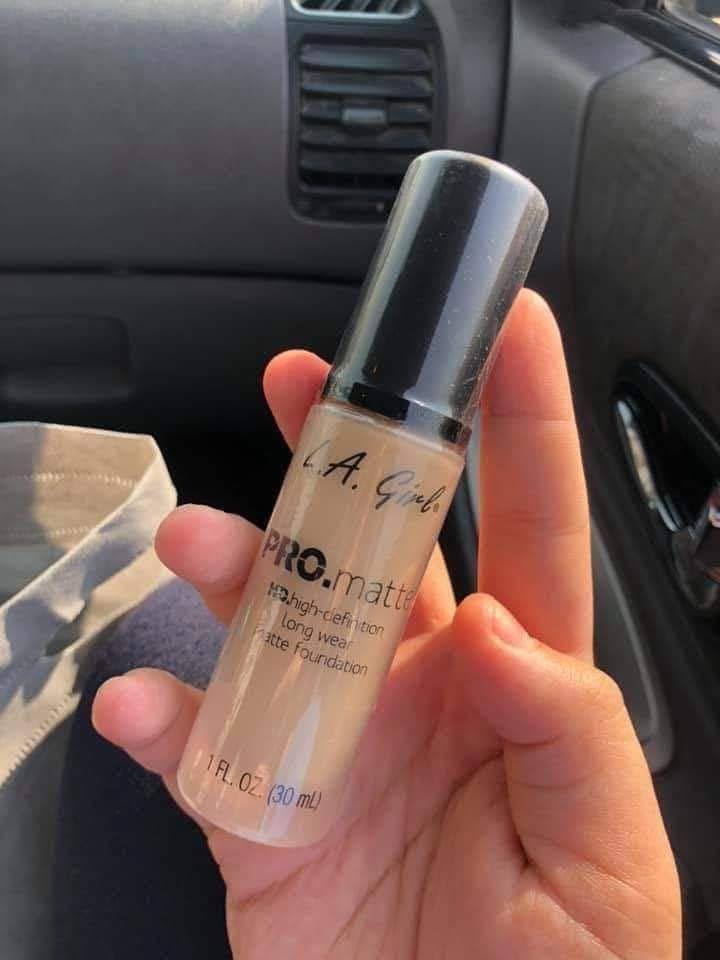 L.A. Girl®
PRO.matte
HD.high-definition
long wear
matte foundation
1 FL. OZ. (30 mL)